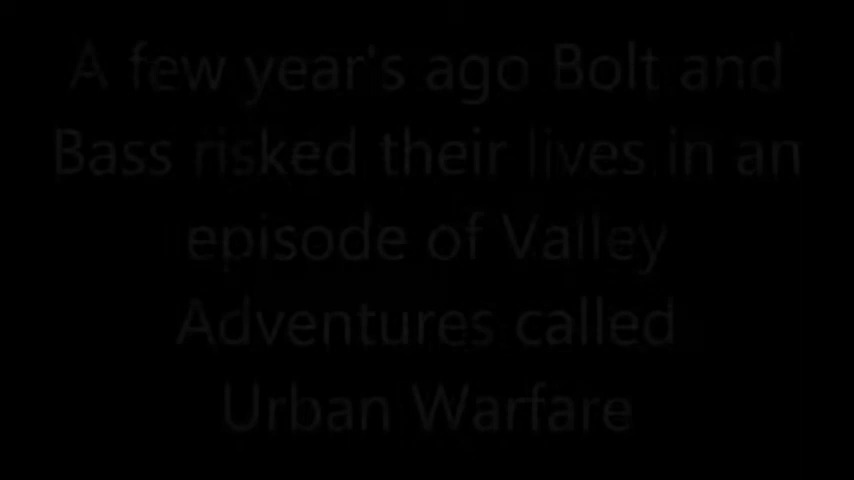 A few year's ago Bolt and
Bass risked their lives in an
episode of Valley
Adventures called
Urban Warfare